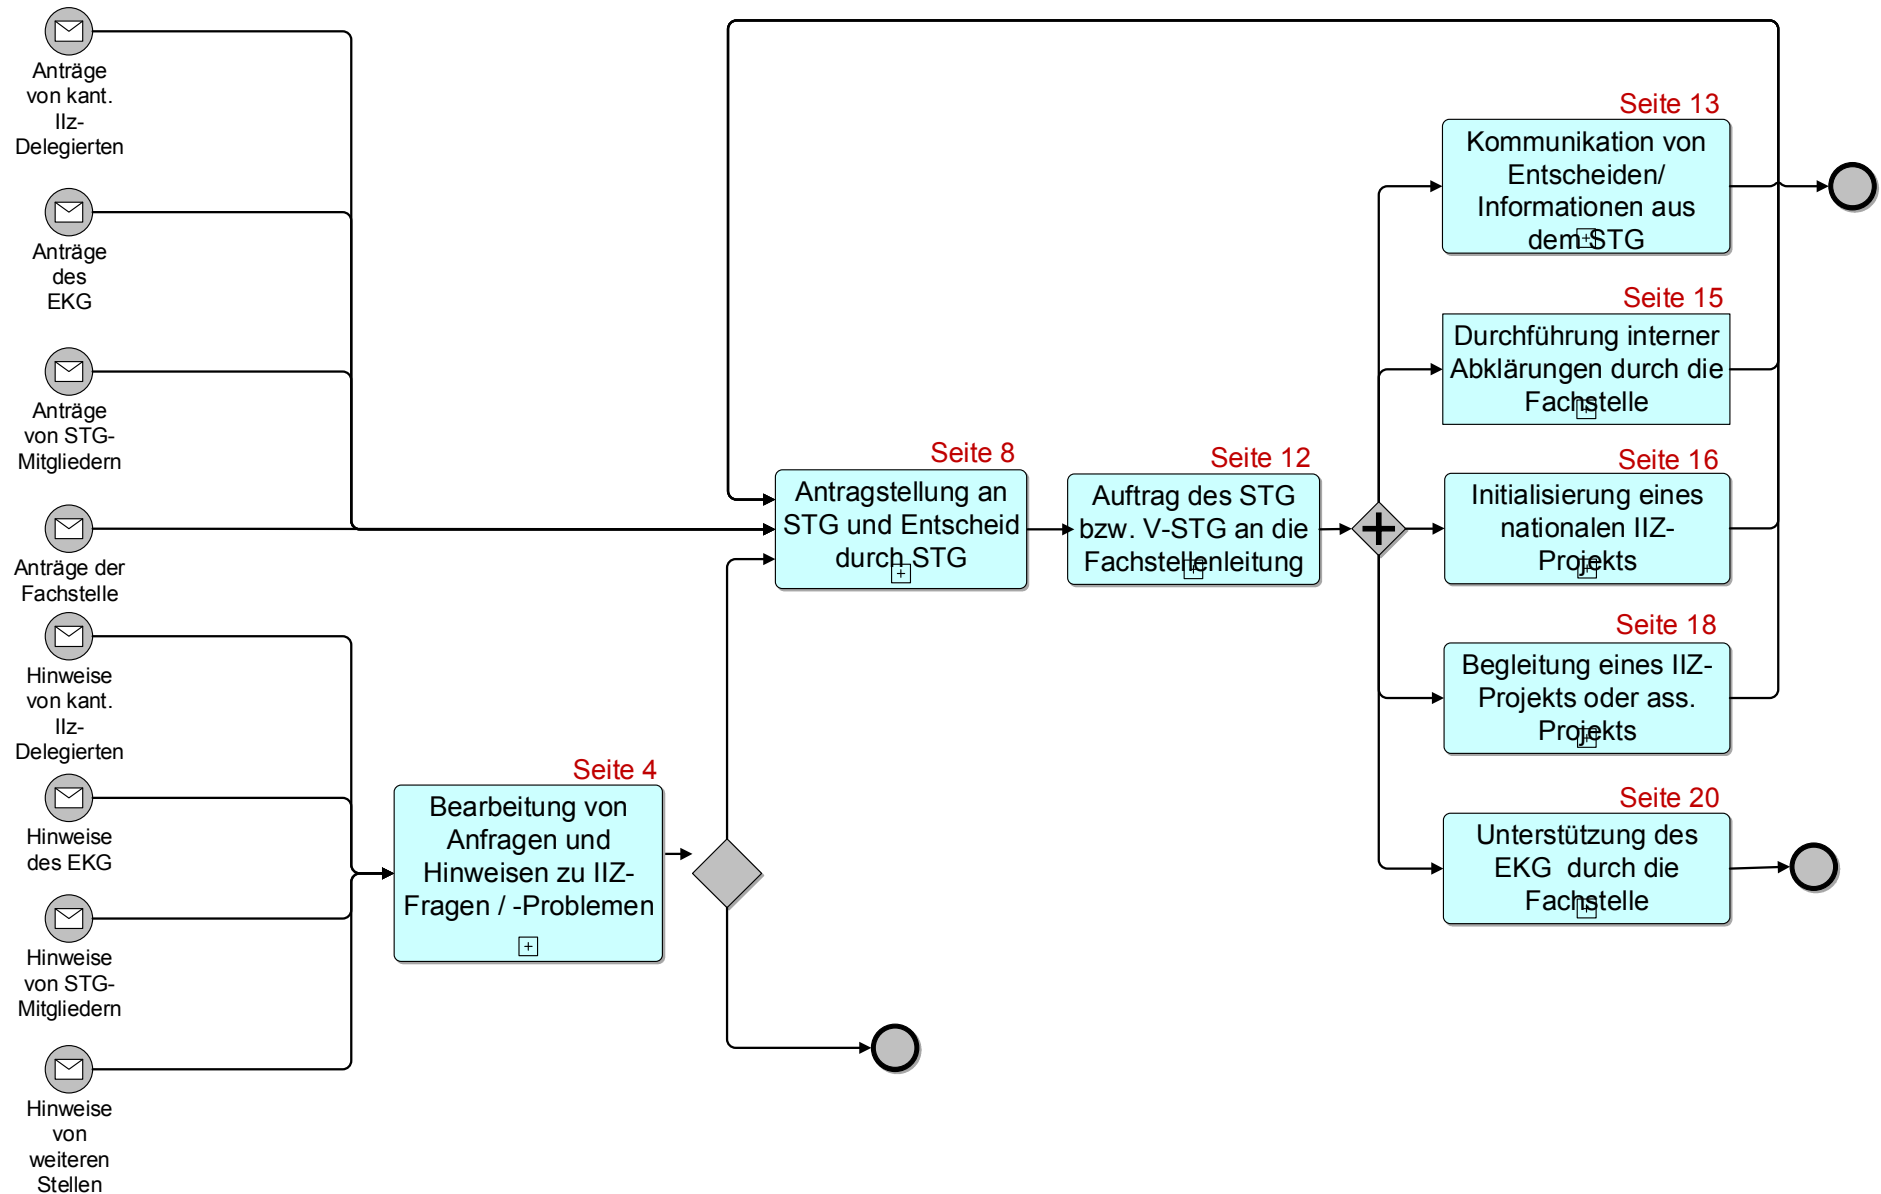 Anträge
von kant.
IIz-
Delegierten
Anträge
des
EKG
Anträge
von STG-
Mitgliedern
Anträge der
Fachstelle
Hinweise
von kant.
IIz-
Delegierten
Hinweise
des EKG
Hinweise
von STG-
Mitgliedern
Hinweise
von
weiteren
Stellen
Seite 4
Bearbeitung von
Anfragen und
Hinweisen zu IIZ-
Fragen / -Problemen
Seite 8
Antragstellung an
STG und Entscheid
durch STG
Seite 12
Auftrag des STG
bzw. V-STG an die
Fachstellenleitung
Seite 13
Kommunikation von
Entscheiden/
Informationen aus
dem STG
Seite 15
Durchführung interner
Abklärungen durch die
Fachstelle
Seite 16
Initialisierung eines
nationalen IIZ-
Projekts
Seite 18
Begleitung eines IIZ-
Projekts oder ass.
Projekts
Seite 20
Unterstützung des
EKG  durch die
Fachstelle